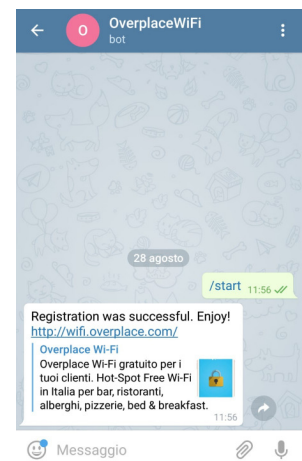 O
OverplaceWiFi
bot
28 agosto
/start 11:56
Registration was successful. Enjoy!
http://wifi.overplace.com/
Overplace Wi-Fi
Overplace Wi-Fi gratuito per i
tuoi clienti. Hot-Spot Free Wi-Fi
in Italia per bar, ristoranti,
alberghi, pizzerie, bed & breakfast.
11:56
Messaggio